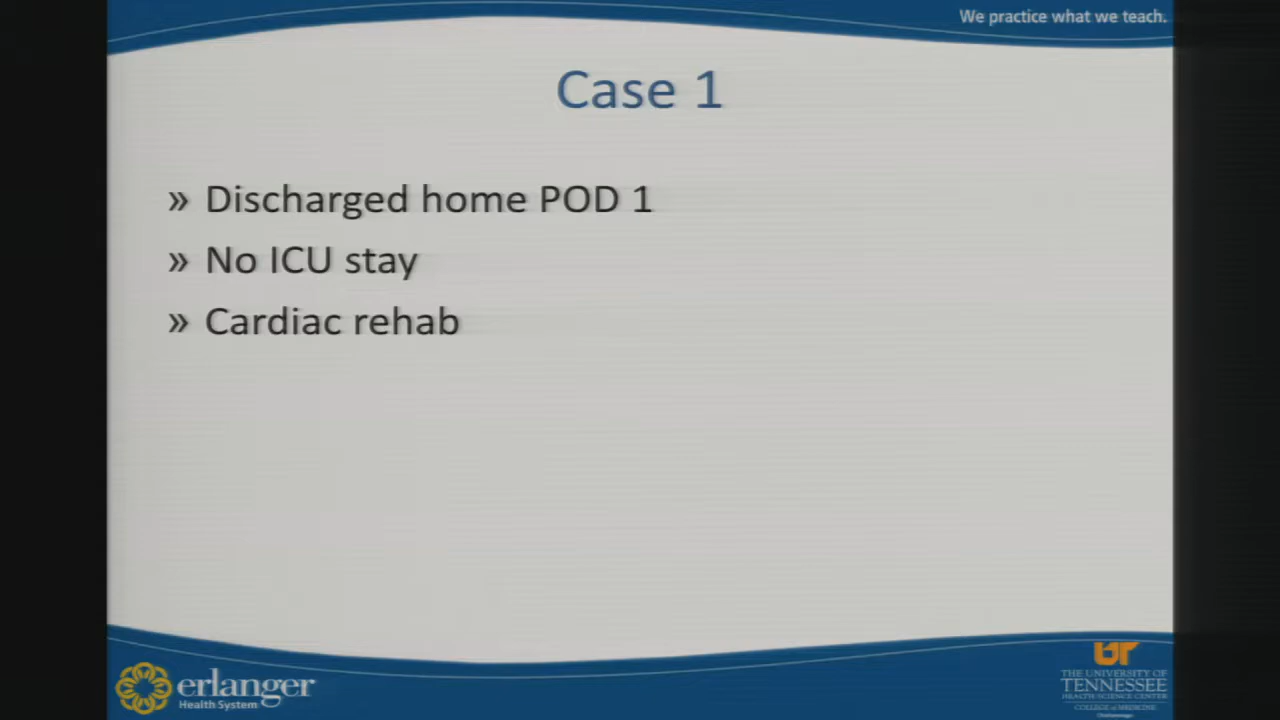 We practice what we teach.
Case 1
» Discharged home POD 1
» No ICU stay
» Cardiac rehab
erlanger
Health System
UT
THE UNIVERSITY OF
TENNESSEE
HEALTH SCIENCE CENTER
COLLEGE of MEDICINE
Chattanooga